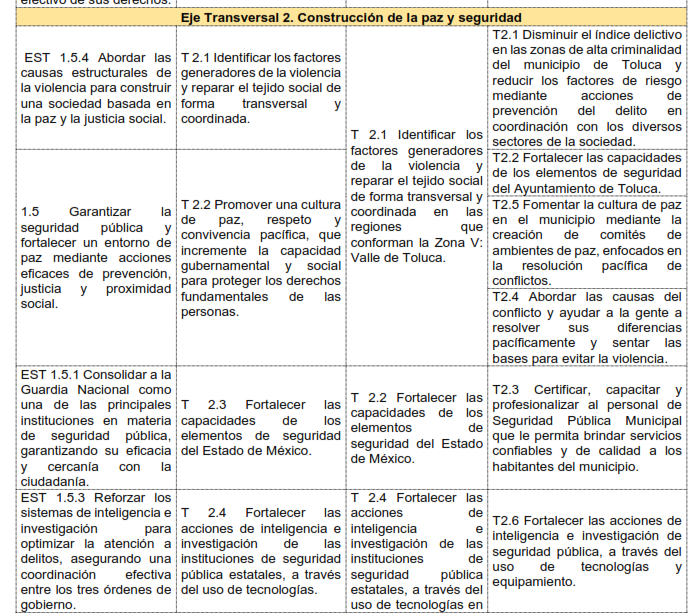 efectivo de sus derechos.
Eje Transversal 2. Construcción de la paz y seguridad
EST 1.5.4 Abordar las
causas estructurales de
la violencia para construir
una sociedad basada en
la paz y la justicia social.
T 2.1 Identificar los factores
generadores de la violencia
y reparar el tejido social de
forma transversal y
coordinada.
T 2.1 Identificar los
factores generadores
de la violencia y
reparar el tejido social
de forma transversal y
coordinada en las
regiones que
conforman la Zona V:
Valle de Toluca.
T2.1 Disminuir el índice delictivo
en las zonas de alta criminalidad
del municipio de Toluca y
reducir los factores de riesgo
mediante acciones de
prevención del delito en
coordinación con los diversos
sectores de la sociedad.
T2.2 Fortalecer las capacidades
de los elementos de seguridad
del Ayuntamiento de Toluca.
1.5 Garantizar la
seguridad pública y
fortalecer un entorno de
paz mediante acciones
eficaces de prevención,
justicia y proximidad
social.
T 2.2 Promover una cultura
de paz, respeto y
convivencia pacífica, que
incremente la capacidad
gubernamental y social
para proteger los derechos
fundamentales de las
personas.
T2.5 Fomentar la cultura de paz
en el municipio mediante la
creación de comités de
ambientes de paz, enfocados en
la resolución pacífica de
conflictos.
T2.4 Abordar las causas del
conflicto y ayudar a la gente a
resolver sus diferencias
pacíficamente y sentar las
bases para evitar la violencia.
EST 1.5.1 Consolidar a la
Guardia Nacional como
una de las principales
instituciones en materia
de seguridad pública,
garantizando su eficacia
y cercanía con la
ciudadanía.
T 2.3 Fortalecer las
capacidades de los
elementos de seguridad
del Estado de México.
T 2.2 Fortalecer las
capacidades de los
elementos de
seguridad del Estado
de México.
T2.3 Certificar, capacitar y
profesionalizar al personal de
Seguridad Pública Municipal
que le permita brindar servicios
confiables y de calidad a los
habitantes del municipio.
EST 1.5.3 Reforzar los
sistemas de inteligencia e
investigación para
optimizar la atención a
delitos, asegurando una
coordinación efectiva
entre los tres órdenes de
gobierno.
T 2.4 Fortalecer las
acciones de inteligencia e
investigación de las
instituciones de seguridad
pública estatales, a través
del uso de tecnologías.
T 2.4 Fortalecer las
acciones de
inteligencia e
investigación de las
instituciones de
seguridad pública
estatales, a través del
uso de tecnologías en
T2.6 Fortalecer las acciones de
inteligencia e investigación de
seguridad pública, a través del
uso de tecnologías y
equipamiento.